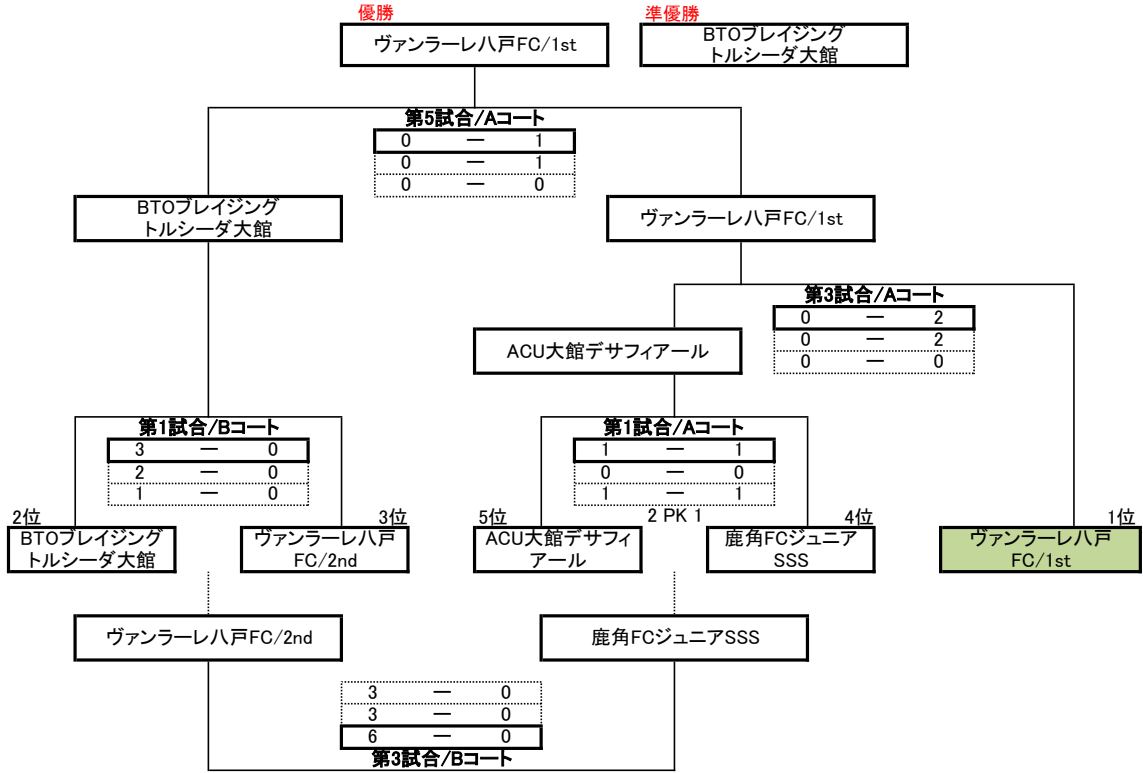 優勝
準優勝
ヴァンラーレ八戸FC/1st
BTOブレイジング
トルシーダ大館
第5試合/Aコート
0 ー 1
0 ー 1
0 ー 0
BTOブレイジング
トルシーダ大館
ヴァンラーレ八戸FC/1st
第3試合/Aコート
0 ー 2
0 ー 2
0 ー 0
ACU大館デサフィアール
第1試合/Bコート
3 ー 0
2 ー 0
1 ー 0
第1試合/Aコート
1 ー 1
0 ー 0
1 ー 1
2 PK 1
2位
BTOブレイジング
トルシーダ大館
3位
ヴァンラーレ八戸
FC/2nd
5位
ACU大館デサフィ
アール
4位
鹿角FCジュニア
SSS
1位
ヴァンラーレ八戸
FC/1st
ヴァンラーレ八戸FC/2nd
鹿角FCジュニアSSS
3 ー 0
3 ー 0
6 ー 0
第3試合/Bコート